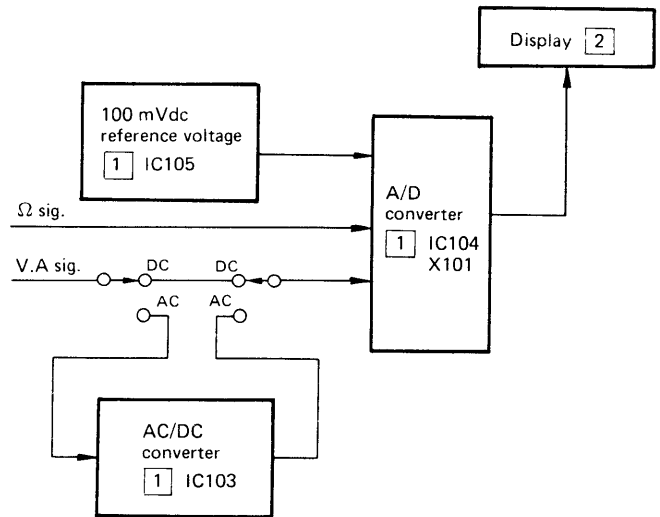 Display 2
100 mVdc
reference voltage
1 IC105
A/D
converter
1 IC104
X101
Ω sig.
V.A sig.
DC DC
AC AC
AC/DC
converter
1 IC103